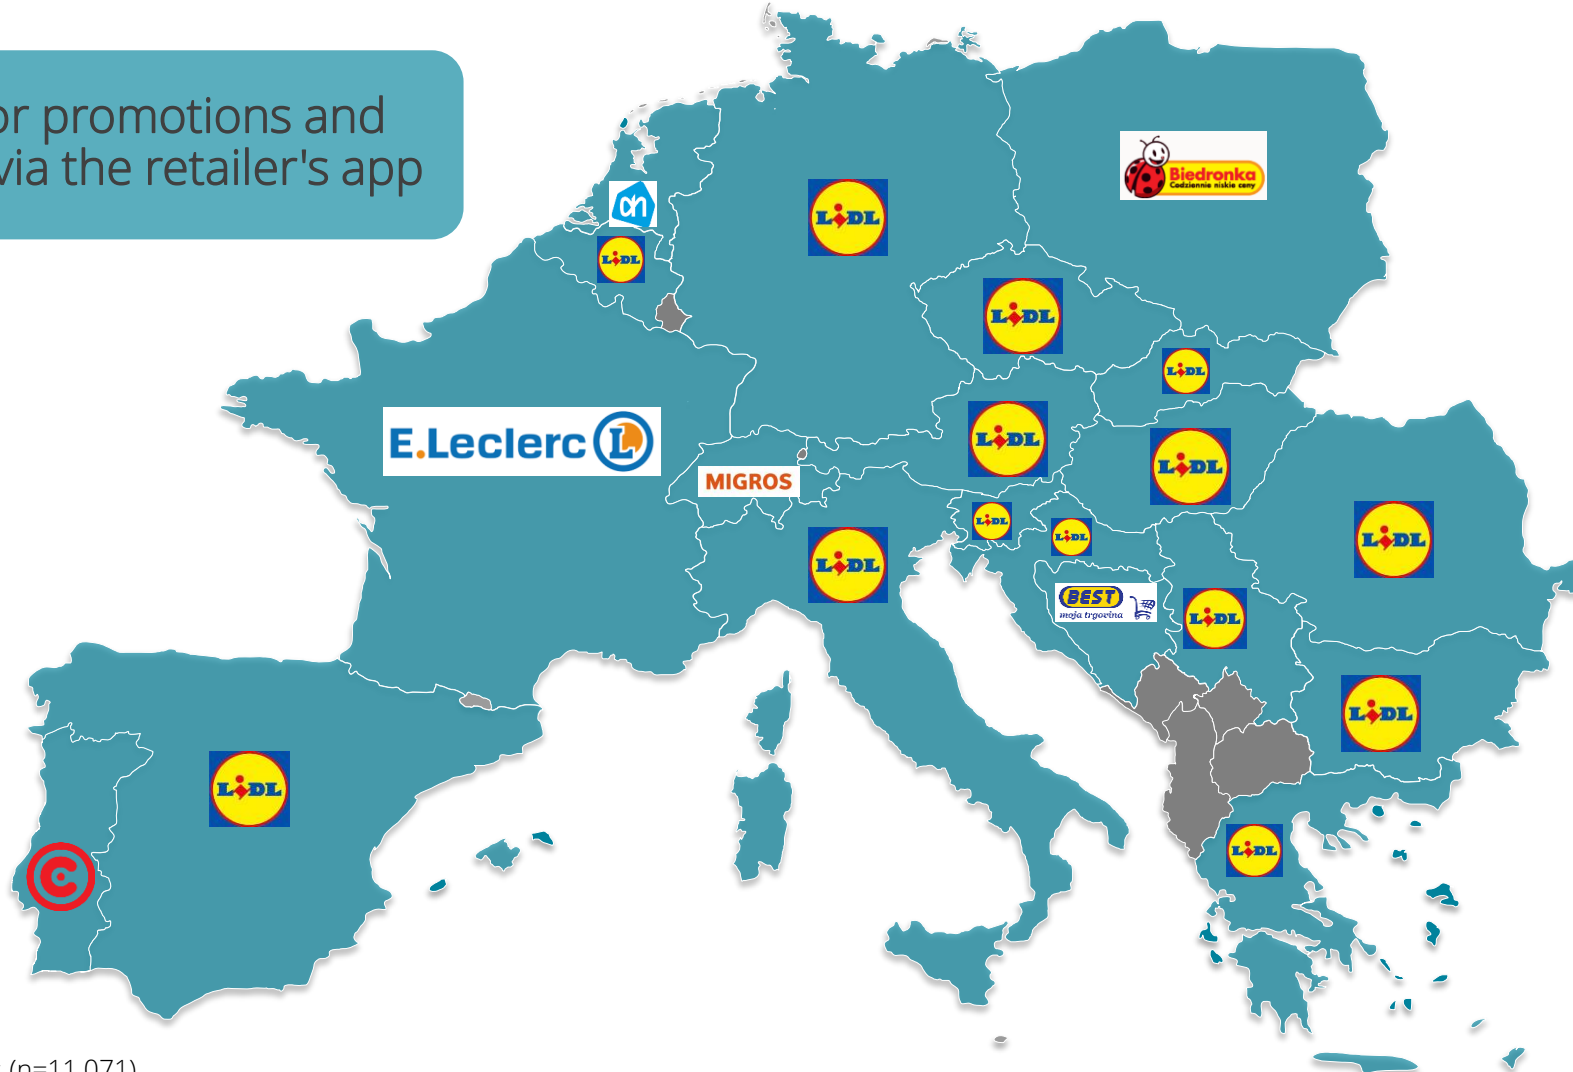 or promotions and
via the retailer's app
Biedronka
Codziennie niskie ceny
ah
LIDL
LIDL
LIDL
LIDL
E.Leclerc L
LIDL
LIDL
MIGROS
LIDL
LIDL
LIDL
LIDL
BEST
moja trgovina
LIDL
LIDL
LIDL
C
LIDL
(n=11,071)